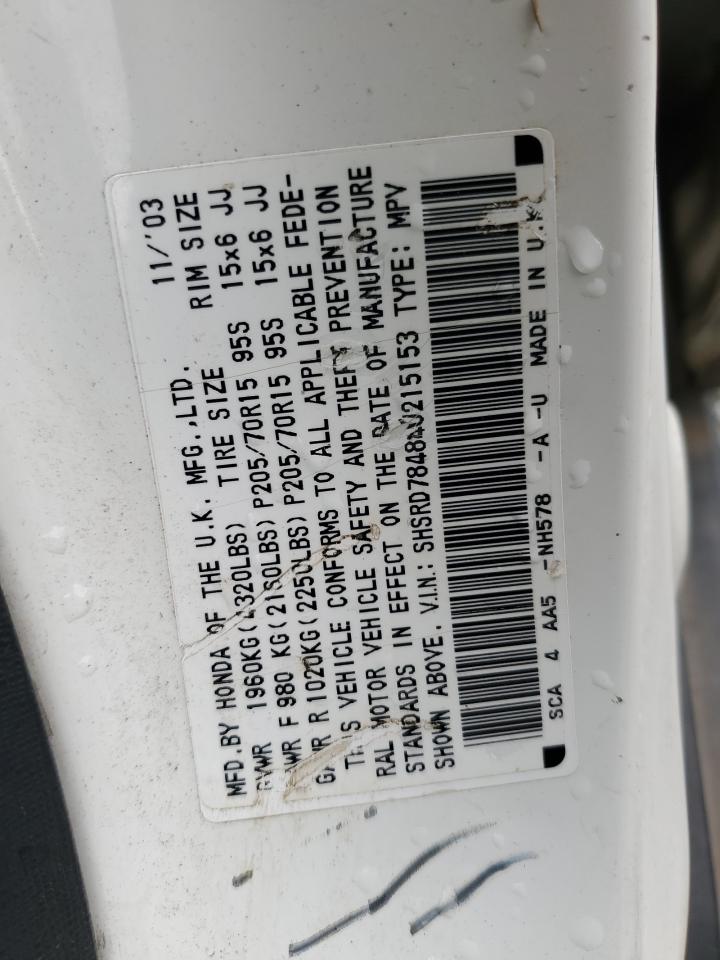 MFD.BY HONDA OF THE U.K. MFG.,LTD. 11/'03
GVWR 1960KG(4320LBS) TIRE SIZE RIM SIZE
GAWR F 980 KG(2160LBS) P205/70R15 95S 15x6 JJ
GAWR R 1020KG(2250LBS) P205/70R15 95S 15x6 JJ
THIS VEHICLE CONFORMS TO ALL APPLICABLE FEDE-
RAL MOTOR VEHICLE SAFETY AND THEFT PREVENTION
STANDARDS IN EFFECT ON THE DATE OF MANUFACTURE
SHOWN ABOVE. V.I.N.: SHSRD78484U215153 TYPE: MPV
SCA 4 AA5 -NH578 -A -U MADE IN U.K.